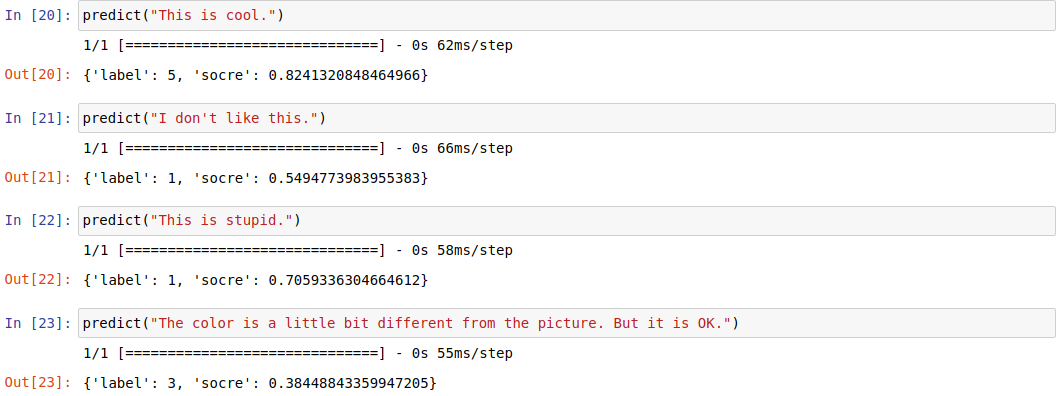 In [20]: predict("This is cool.")
1/1 [==============================] - 0s 62ms/step
Out[20]: {'label': 5, 'socre': 0.8241320848464966}
In [21]: predict("I don't like this.")
1/1 [==============================] - 0s 66ms/step
Out[21]: {'label': 1, 'socre': 0.5494773983955383}
In [22]: predict("This is stupid.")
1/1 [==============================] - 0s 58ms/step
Out[22]: {'label': 1, 'socre': 0.7059336304664612}
In [23]: predict("The color is a little bit different from the picture. But it is OK.")
1/1 [==============================] - 0s 55ms/step
Out[23]: {'label': 3, 'socre': 0.38448843359947205}